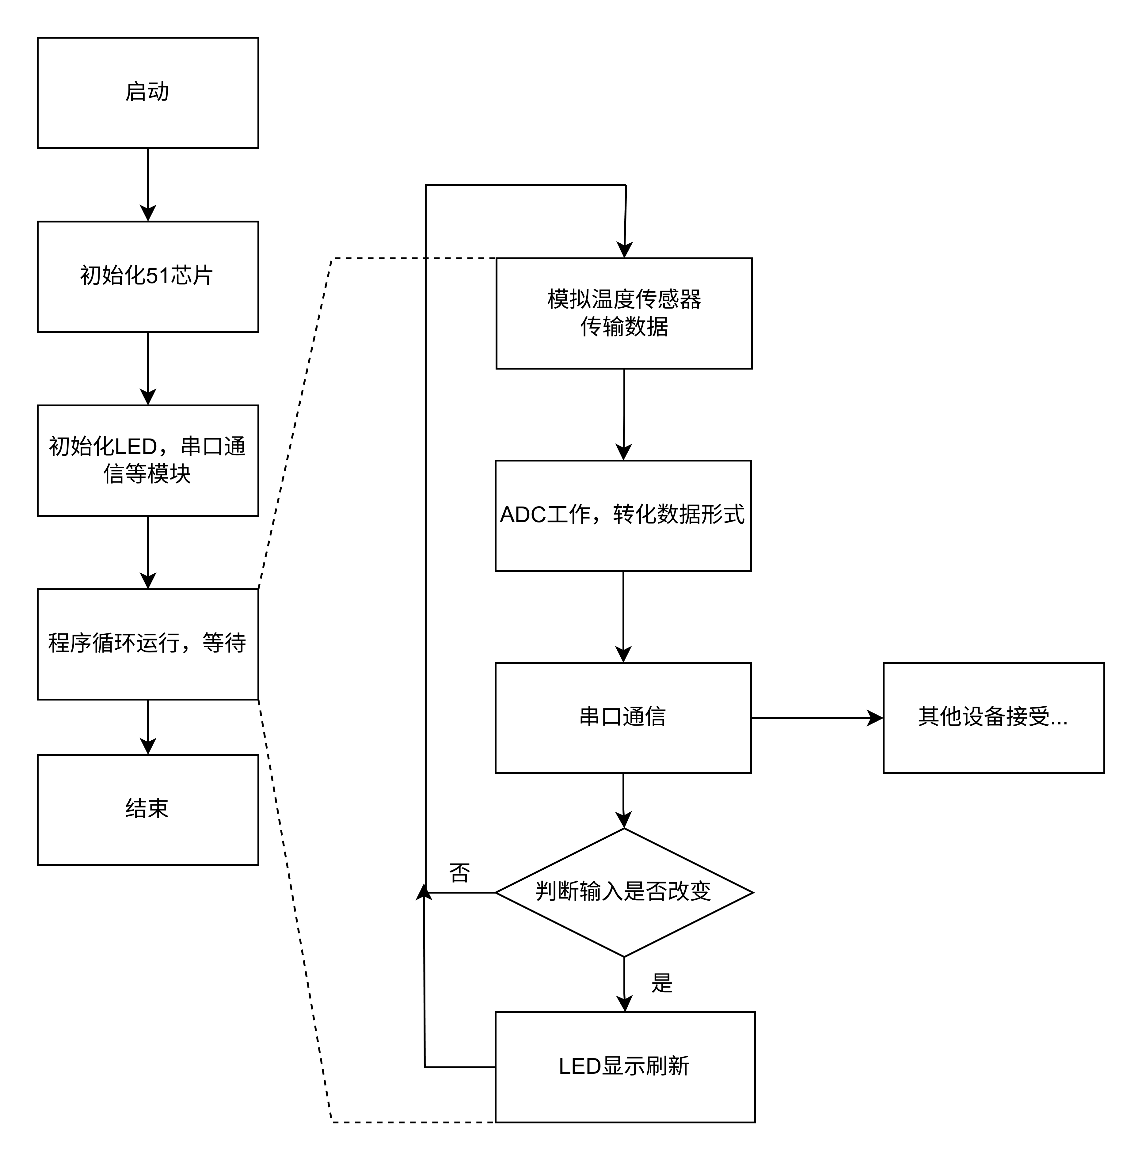 启动
初始化51芯片
初始化LED，串口通
信等模块
程序循环运行，等待
结束
模拟温度传感器
传输数据
ADC工作，转化数据形式
串口通信
其他设备接受...
判断输入是否改变
否
是
LED显示刷新